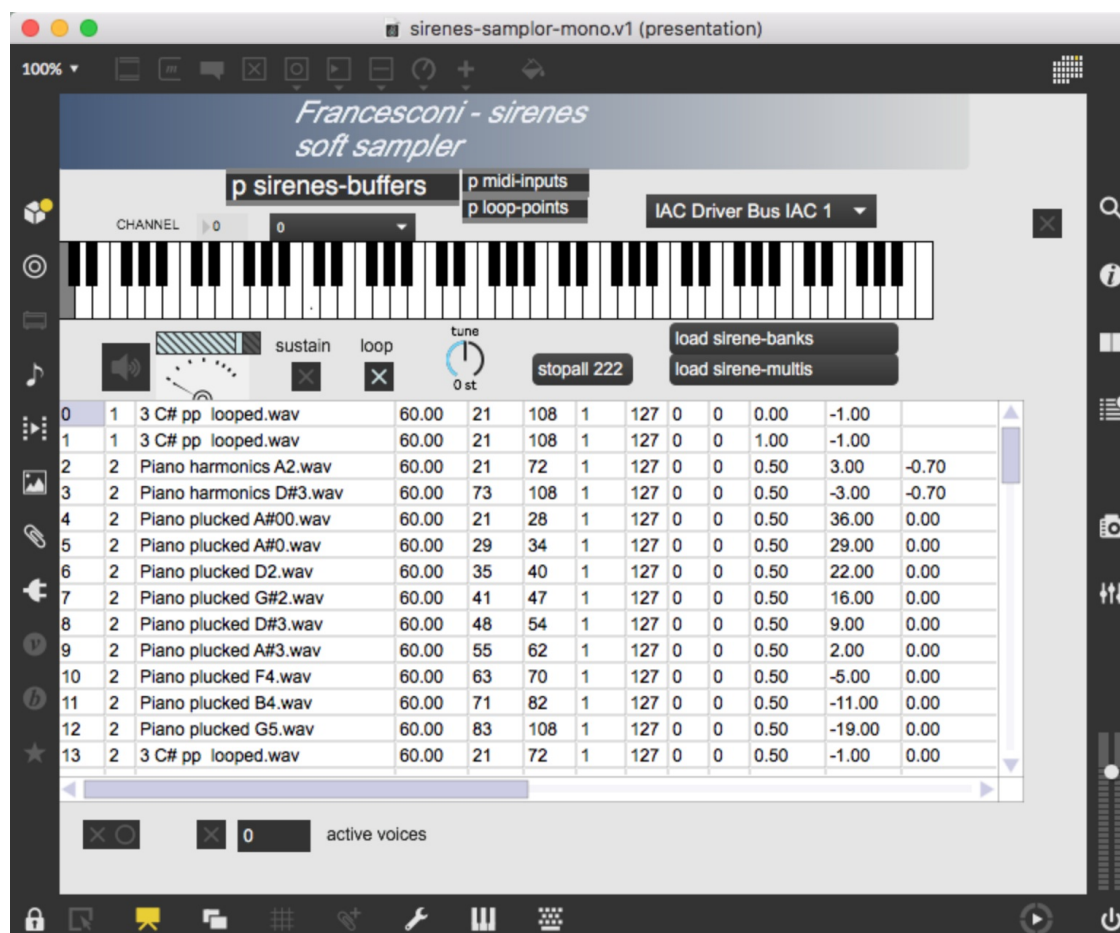 sirenes-samplor-mono.v1 (presentation)
100%
Francesconi - sirenes
soft sampler
p sirenes-buffers
p midi-inputs
p loop-points
IAC Driver Bus IAC 1
CHANNEL 0 0
tune
sustain loop
0 st
stopall 222
load sirene-banks
load sirene-multis
0 1 3 C# pp looped.wav 60.00 21 108 1 127 0 0 0.00 -1.00
1 1 3 C# pp looped.wav 60.00 21 108 1 127 0 0 1.00 -1.00
2 2 Piano harmonics A2.wav 60.00 21 72 1 127 0 0 0.50 3.00 -0.70
3 2 Piano harmonics D#3.wav 60.00 73 108 1 127 0 0 0.50 -3.00 -0.70
4 2 Piano plucked A#00.wav 60.00 21 28 1 127 0 0 0.50 36.00 0.00
5 2 Piano plucked A#0.wav 60.00 29 34 1 127 0 0 0.50 29.00 0.00
6 2 Piano plucked D2.wav 60.00 35 40 1 127 0 0 0.50 22.00 0.00
7 2 Piano plucked G#2.wav 60.00 41 47 1 127 0 0 0.50 16.00 0.00
8 2 Piano plucked D#3.wav 60.00 48 54 1 127 0 0 0.50 9.00 0.00
9 2 Piano plucked A#3.wav 60.00 55 62 1 127 0 0 0.50 2.00 0.00
10 2 Piano plucked F4.wav 60.00 63 70 1 127 0 0 0.50 -5.00 0.00
11 2 Piano plucked B4.wav 60.00 71 82 1 127 0 0 0.50 -11.00 0.00
12 2 Piano plucked G5.wav 60.00 83 108 1 127 0 0 0.50 -19.00 0.00
13 2 3 C# pp looped.wav 60.00 21 72 1 127 0 0 0.50 -1.00 0.00
0 active voices